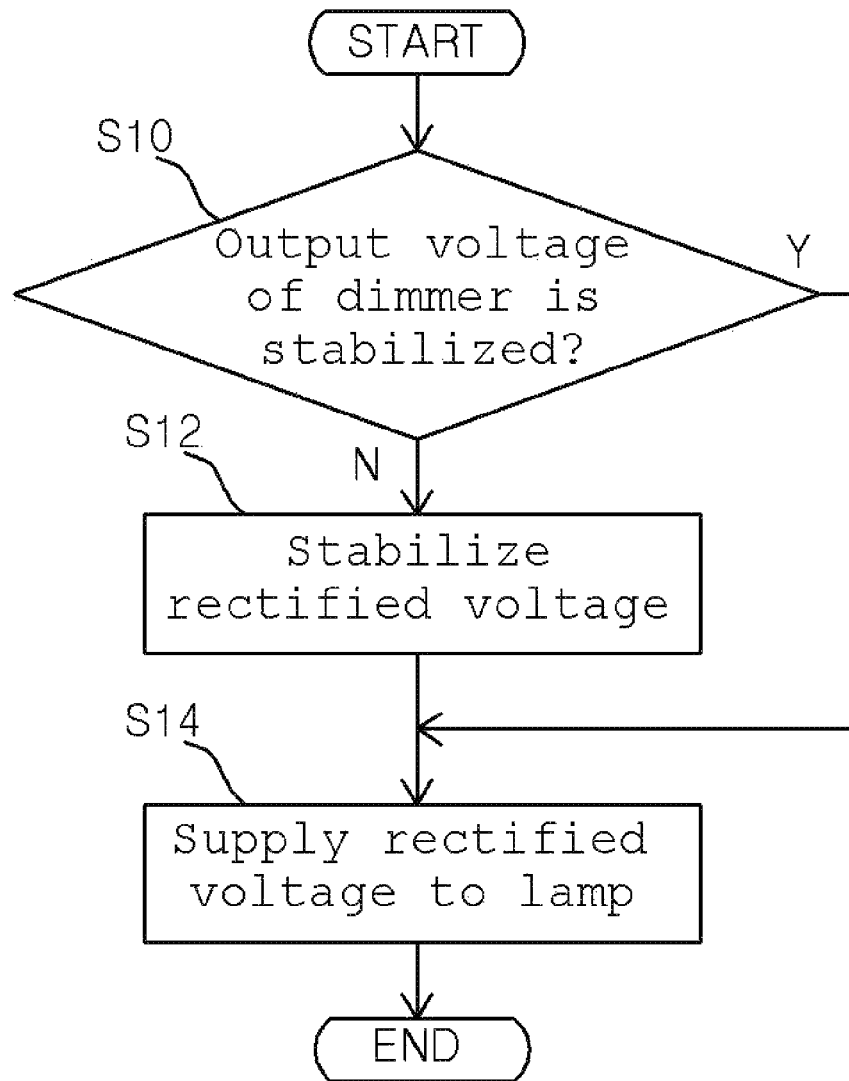 START
S10
Output voltage
of dimmer is
stabilized?
Y
S12
N
Stabilize
rectified voltage
S14
Supply rectified
voltage to lamp
END